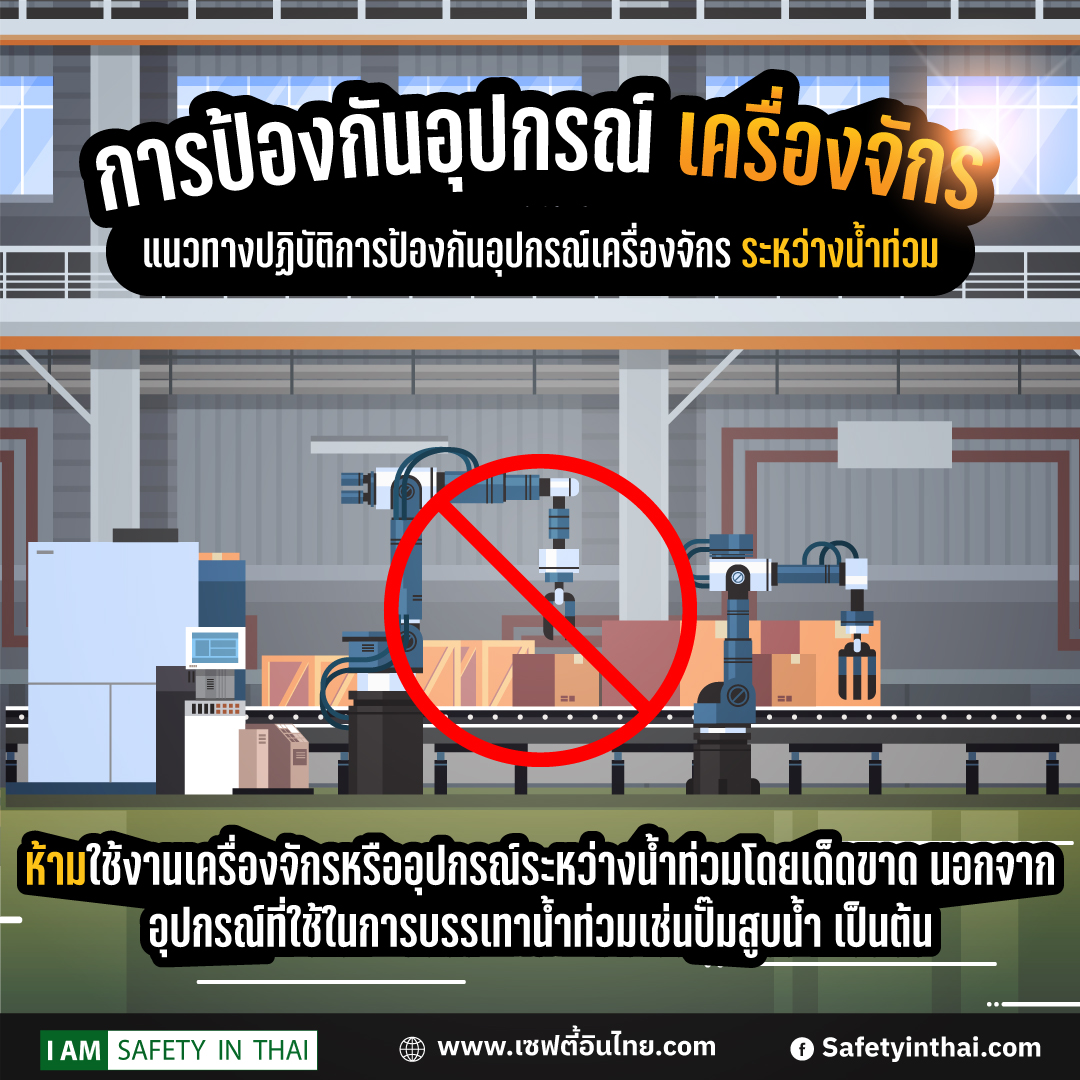 การป้องกันอุปกรณ์ เครื่องจักร
แนวทางปฏิบัติการป้องกันอุปกรณ์เครื่องจักร ระหว่างน้ำท่วม
ห้ามใช้งานเครื่องจักรหรืออุปกรณ์ระหว่างน้ำท่วมโดยเด็ดขาด นอกจาก
อุปกรณ์ที่ใช้ในการบรรเทาน้ำท่วมเช่นปั๊มสูบน้ำ เป็นต้น
I AM SAFETY IN THAI
www.เซฟตี้อินไทย.com
Safetyinthai.com